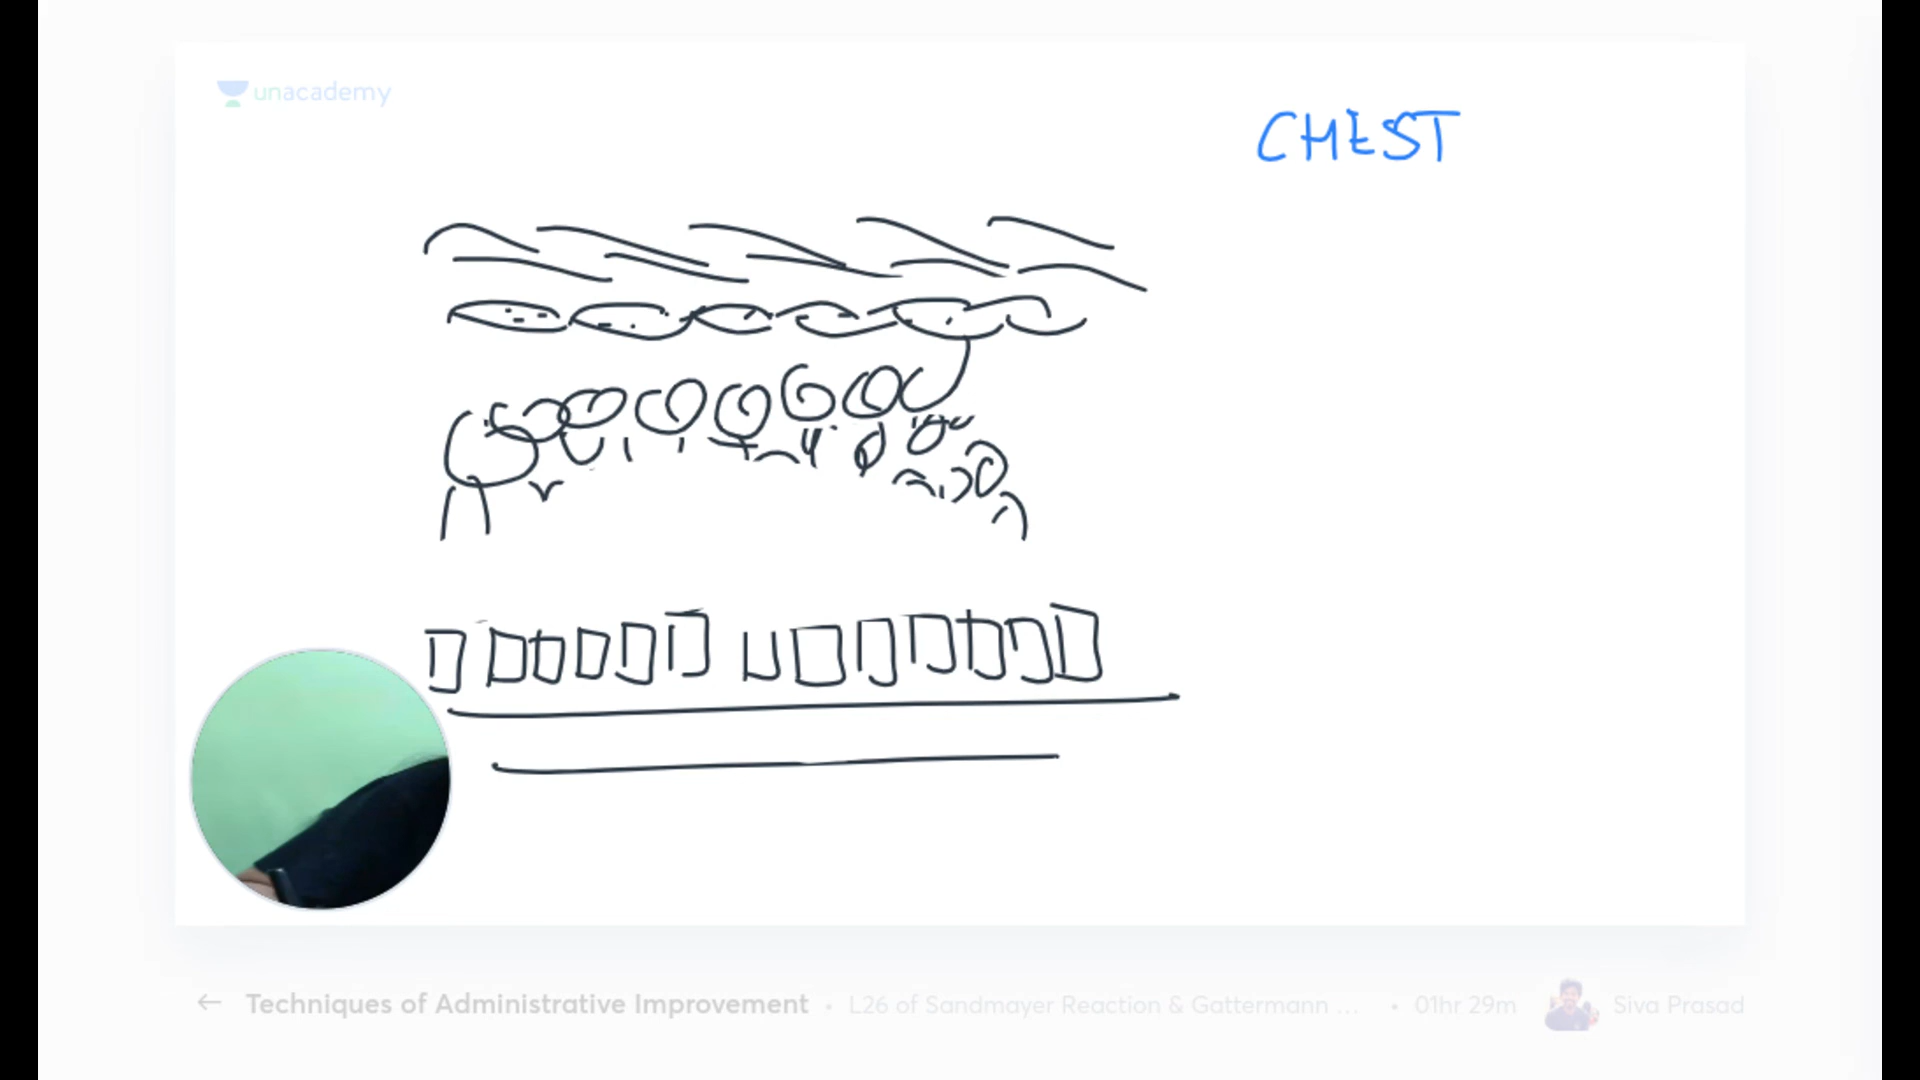 unacademy
CHEST
← Techniques of Administrative Improvement • L26 of Sandmayer Reaction & Gattermann ... • 01hr 29m Siva Prasad